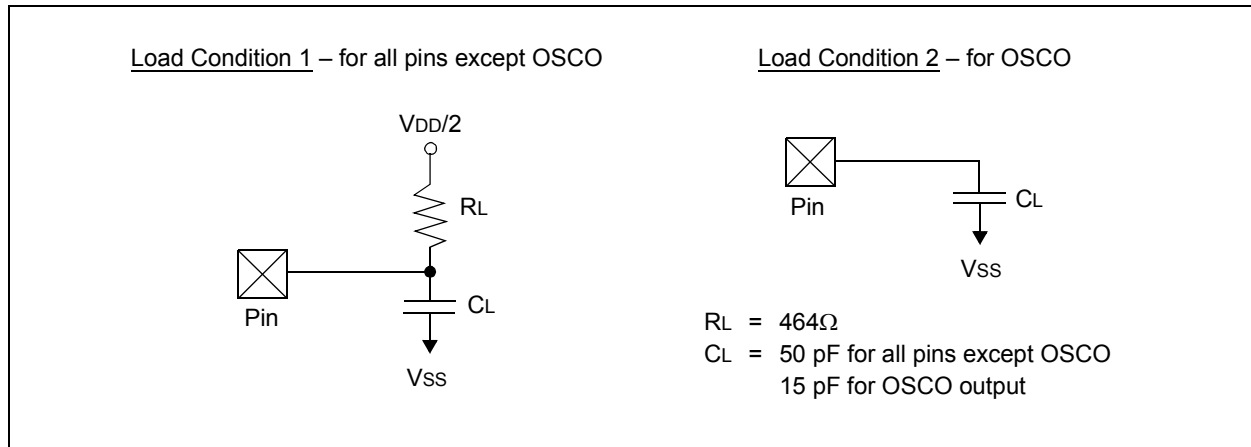 Load Condition 1 – for all pins except OSCO
VDD/2
RL
Pin
CL
VSS
Load Condition 2 – for OSCO
Pin
CL
VSS
RL = 464Ω
CL = 50 pF for all pins except OSCO
15 pF for OSCO output